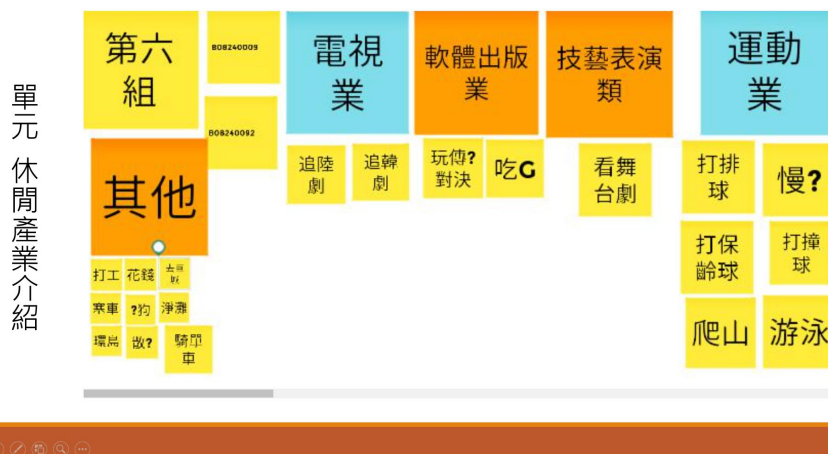 單元 休閒產業介紹
第六
組
B08240009
B08240092
電視
業
軟體出版
業
技藝表演
類
運動
業
其他
追陸
劇
追韓
劇
玩傳?
對決
吃G
看舞
台劇
打排
球
慢?
打保
齡球
打撞
球
爬山
游泳
打工
花錢
塞車
?狗
淨灘
環島
散?
騎單
車